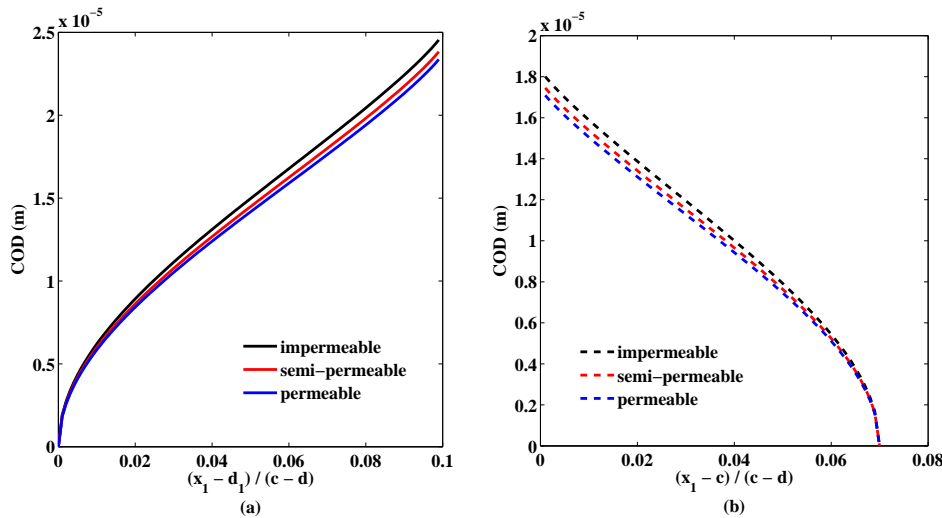 x 10⁻⁵
2.5
2
1.5
1
0.5
0
COD (m)
impermeable
semi−permeable
permeable
0 0.02 0.04 0.06 0.08 0.1
(x₁ − d₁) / (c − d)
(a)
x 10⁻⁵
2
1.8
1.6
1.4
1.2
1
0.8
0.6
0.4
0.2
0
COD (m)
impermeable
semi−permeable
permeable
0 0.02 0.04 0.06 0.08
(x₁ − c) / (c − d)
(b)